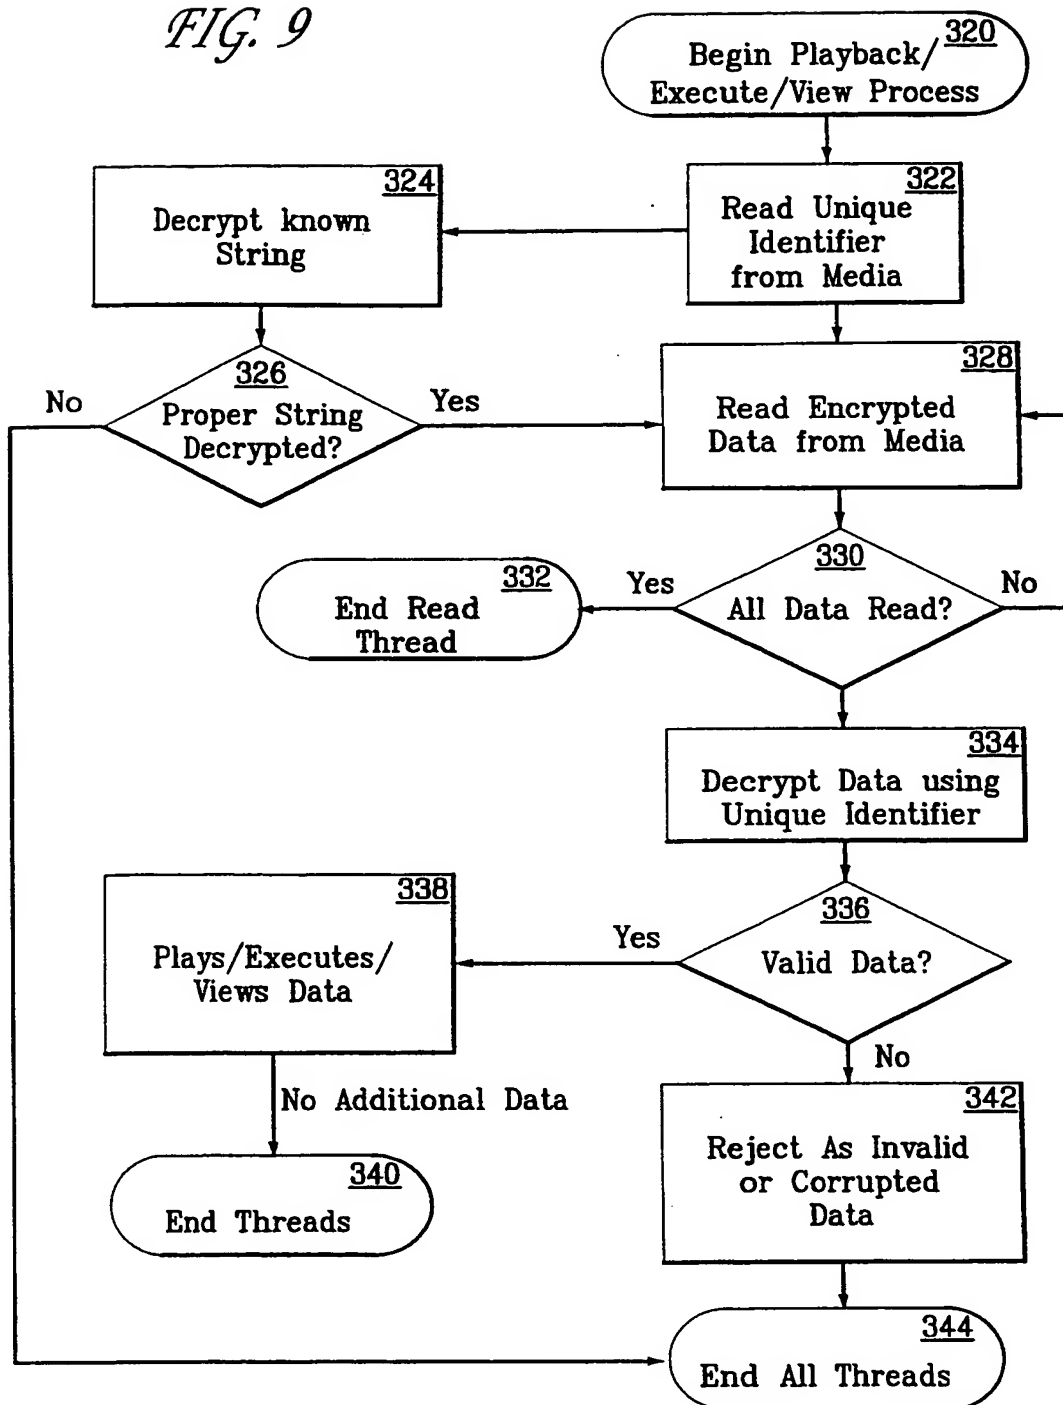 FIG. 9
320
Begin Playback/
Execute/View Process
324
Decrypt known
String
322
Read Unique
Identifier
from Media
326
Proper String
Decrypted?
No
Yes
328
Read Encrypted
Data from Media
330
All Data Read?
Yes
No
332
End Read
Thread
334
Decrypt Data using
Unique Identifier
336
Valid Data?
Yes
No
338
Plays/Executes/
Views Data
No Additional Data
340
End Threads
342
Reject As Invalid
or Corrupted
Data
344
End All Threads